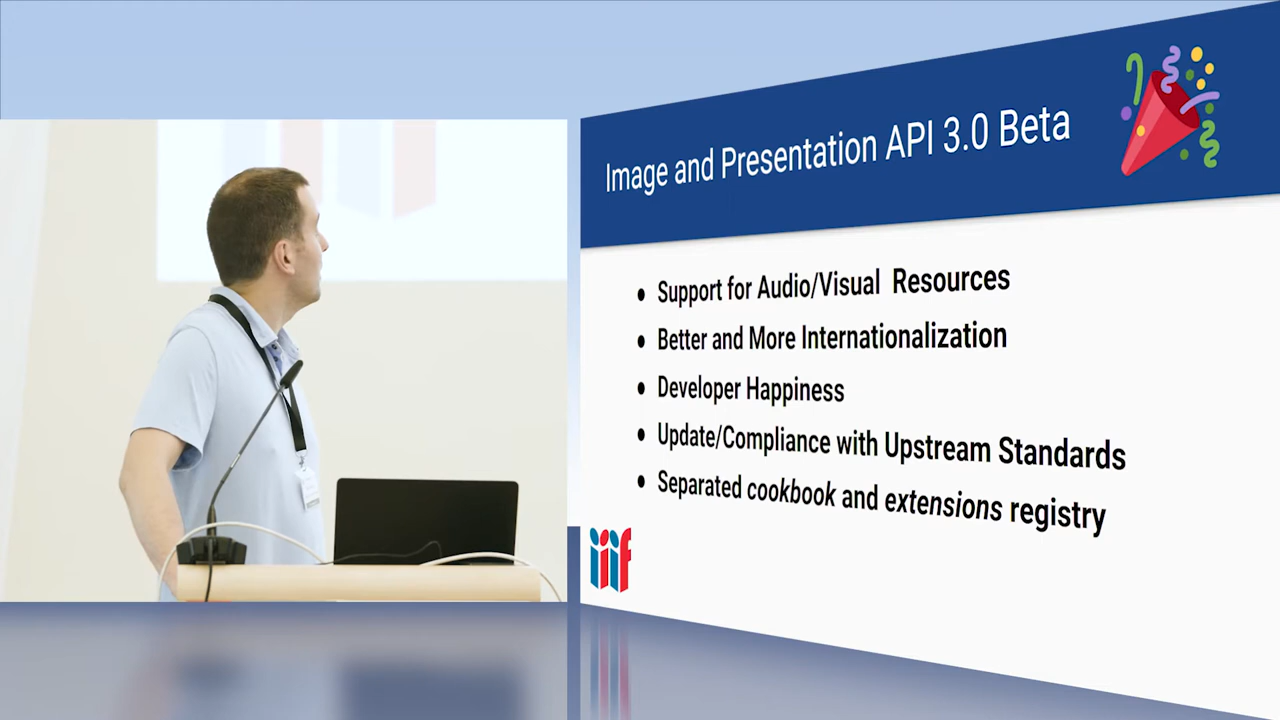 Image and Presentation API 3.0 Beta
• Support for Audio/Visual Resources
• Better and More Internationalization
• Developer Happiness
• Update/Compliance with Upstream Standards
• Separated cookbook and extensions registry
iiif